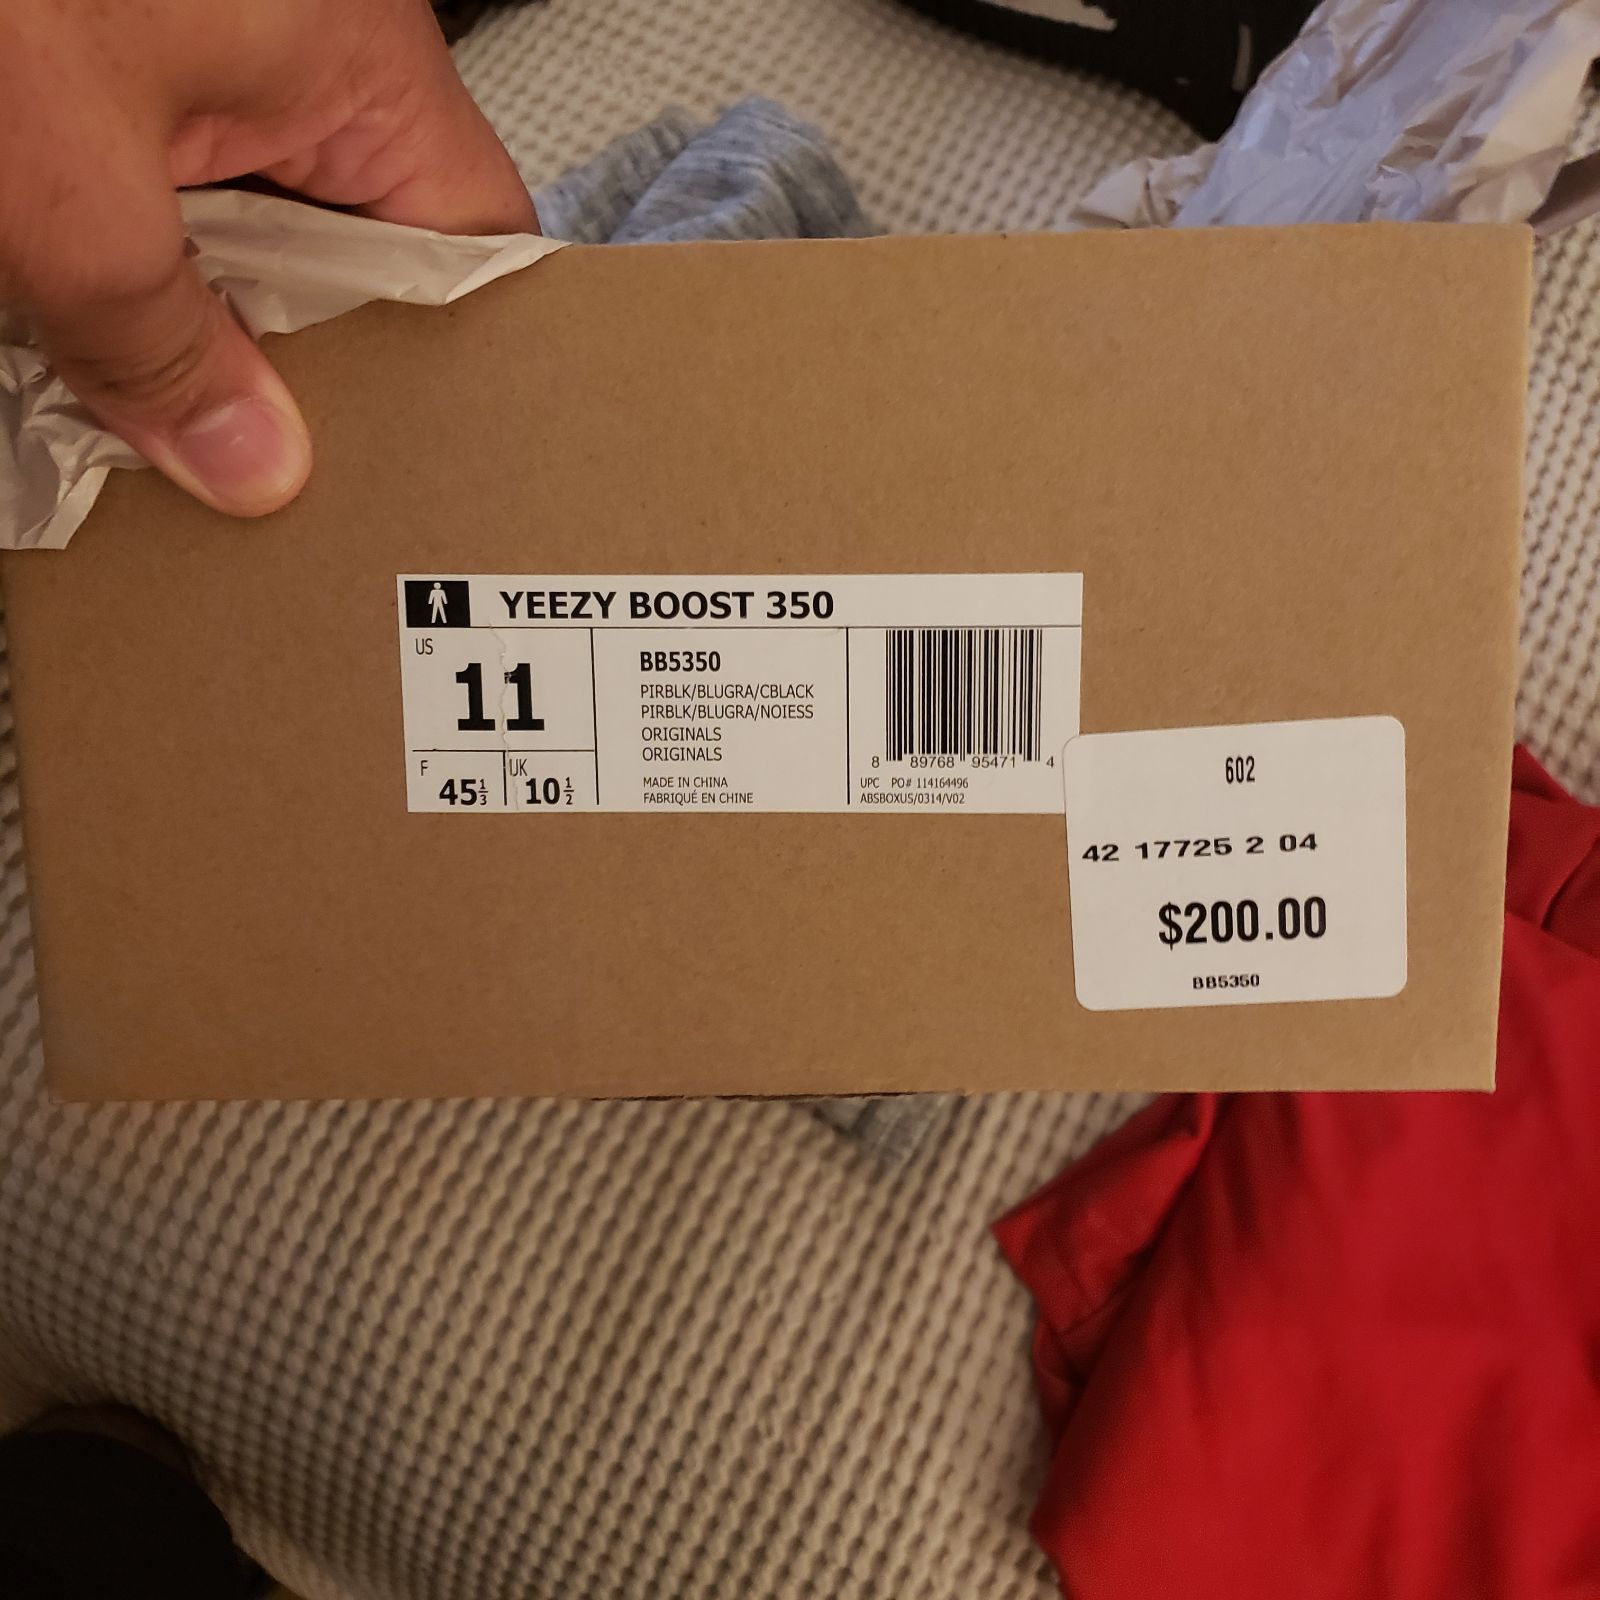 YEEZY BOOST 350
US
11
F
45⅓
UK
10½
BB5350
PIRBLK/BLUGRA/CBLACK
PIRBLK/BLUGRA/NOIESS
ORIGINALS
ORIGINALS
MADE IN CHINA
FABRIQUÉ EN CHINE
8 89768 95471 4
UPC PO# 114164496
ABSBOXUS/0314/V02
602
42 17725 2 04
$200.00
BB5350